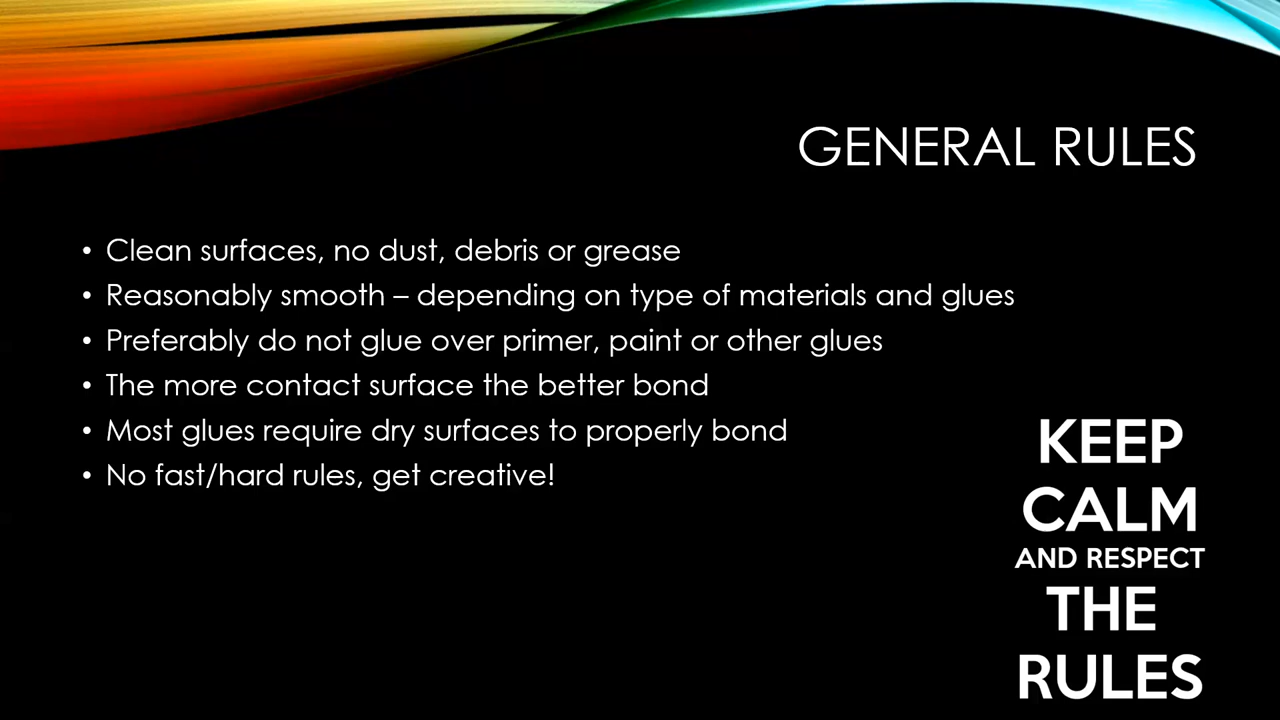 GENERAL RULES
• Clean surfaces, no dust, debris or grease
• Reasonably smooth – depending on type of materials and glues
• Preferably do not glue over primer, paint or other glues
• The more contact surface the better bond
• Most glues require dry surfaces to properly bond
• No fast/hard rules, get creative!
KEEP
CALM
AND RESPECT
THE
RULES